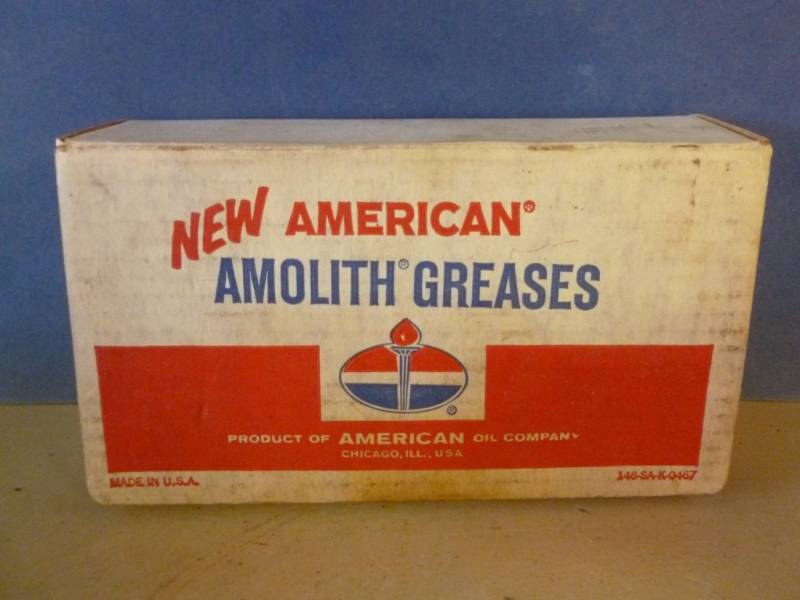 NEW AMERICAN®
AMOLITH® GREASES
®
PRODUCT OF AMERICAN OIL COMPANY
CHICAGO, ILL., USA
MADE IN U.S.A.
146-SA-K-0467